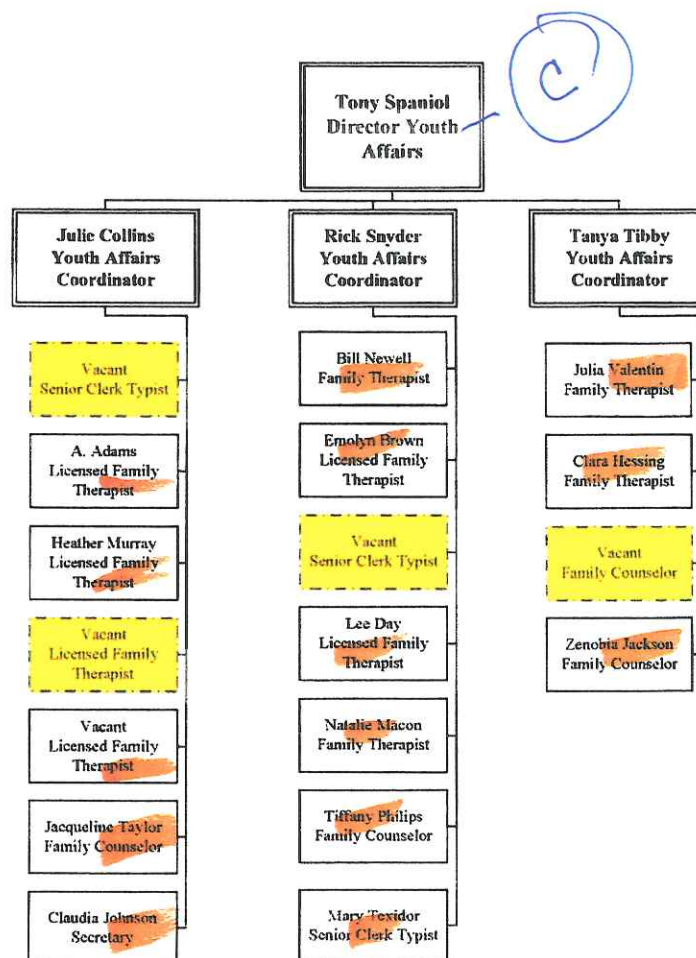 C
Tony Spaniol
Director Youth
Affairs
Julie Collins
Youth Affairs
Coordinator
Vacant
Senior Clerk Typist
A. Adams
Licensed Family
Therapist
Heather Murray
Licensed Family
Therapist
Vacant
Licensed Family
Therapist
Vacant
Licensed Family
Therapist
Jacqueline Taylor
Family Counselor
Claudia Johnson
Secretary
Rick Snyder
Youth Affairs
Coordinator
Bill Newell
Family Therapist
Emolyn Brown
Licensed Family
Therapist
Vacant
Senior Clerk Typist
Lee Day
Licensed Family
Therapist
Natalie Macon
Family Therapist
Tiffany Philips
Family Counselor
Mary Texidor
Senior Clerk Typist
Tanya Tibby
Youth Affairs
Coordinator
Julia Valentin
Family Therapist
Clara Hessing
Family Therapist
Vacant
Family Counselor
Zenobia Jackson
Family Counselor